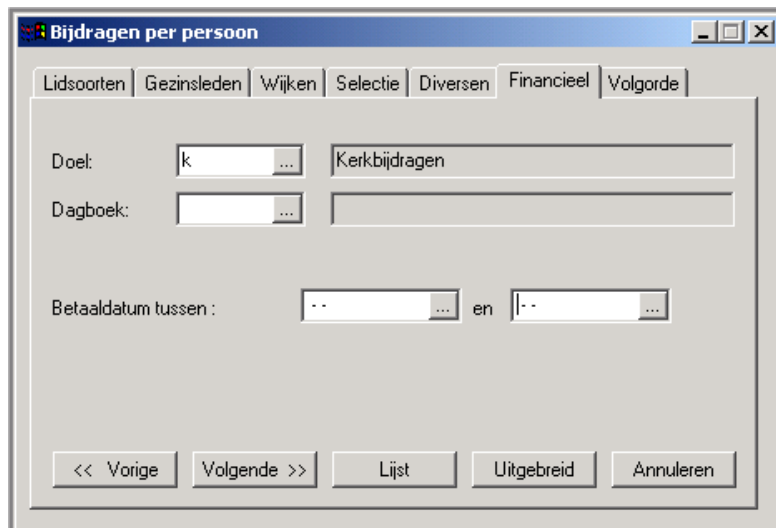 Bijdragen per persoon
Lidsoorten Gezinsleden Wijken Selectie Diversen Financieel Volgorde
Doel: k ... Kerkbijdragen
Dagboek: ...
Betaaldatum tussen : - - ... en - - ...
<< Vorige Volgende >> Lijst Uitgebreid Annuleren